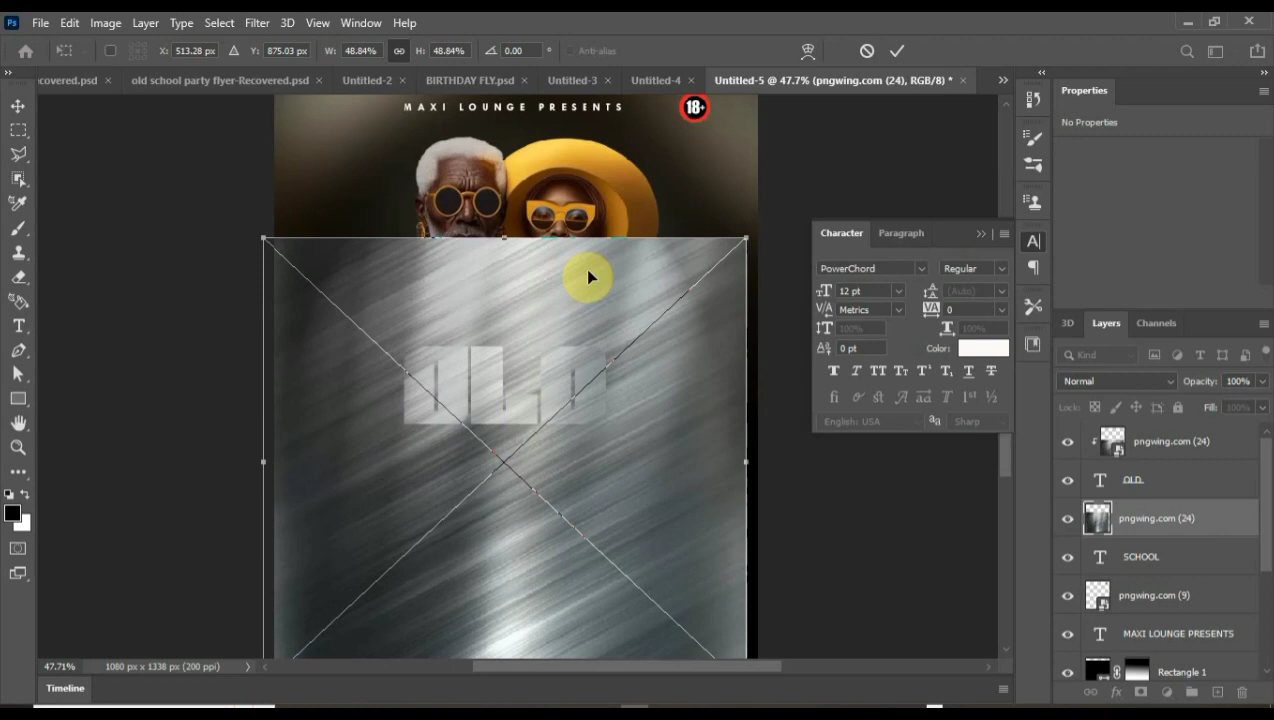 Ps File Edit Image Layer Type Select Filter 3D View Window Help
X: 513.28 px Y: 875.03 px W: 48.84% H: 48.84% 0.00 ° Anti-alias
covered.psd × old school party flyer-Recovered.psd × Untitled-2 × BIRTHDAY FLY.psd × Untitled-3 × Untitled-4 × Untitled-5 @ 47.7% (pngwing.com (24), RGB/8) * ×
Properties
No Properties
MAXI LOUNGE PRESENTS 18+
OLD
Character Paragraph
PowerChord Regular
12 pt (Auto)
Metrics 0
100% 100%
0 pt Color:
English: USA aa Sharp
3D Layers Channels
Kind
Normal Opacity: 100%
Lock: Fill: 100%
pngwing.com (24)
OLD
pngwing.com (24)
SCHOOL
pngwing.com (9)
MAXI LOUNGE PRESENTS
Rectangle 1
47.71% 1080 px x 1338 px (200 ppi)
Timeline